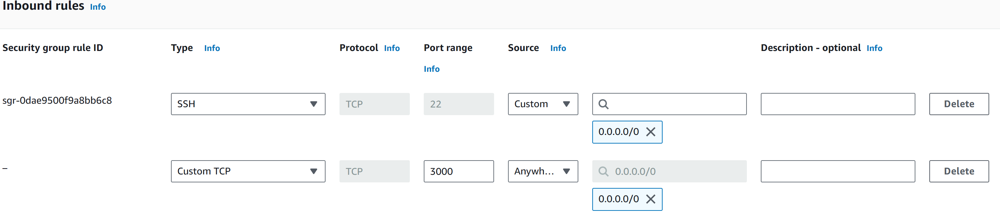 Inbound rules Info
Security group rule ID Type Info Protocol Info Port range Source Info Description - optional Info
Info
sgr-0dae9500f9a8bb6c8 SSH TCP 22 Custom Delete
0.0.0.0/0
– Custom TCP TCP 3000 Anywh... 0.0.0.0/0 Delete
0.0.0.0/0